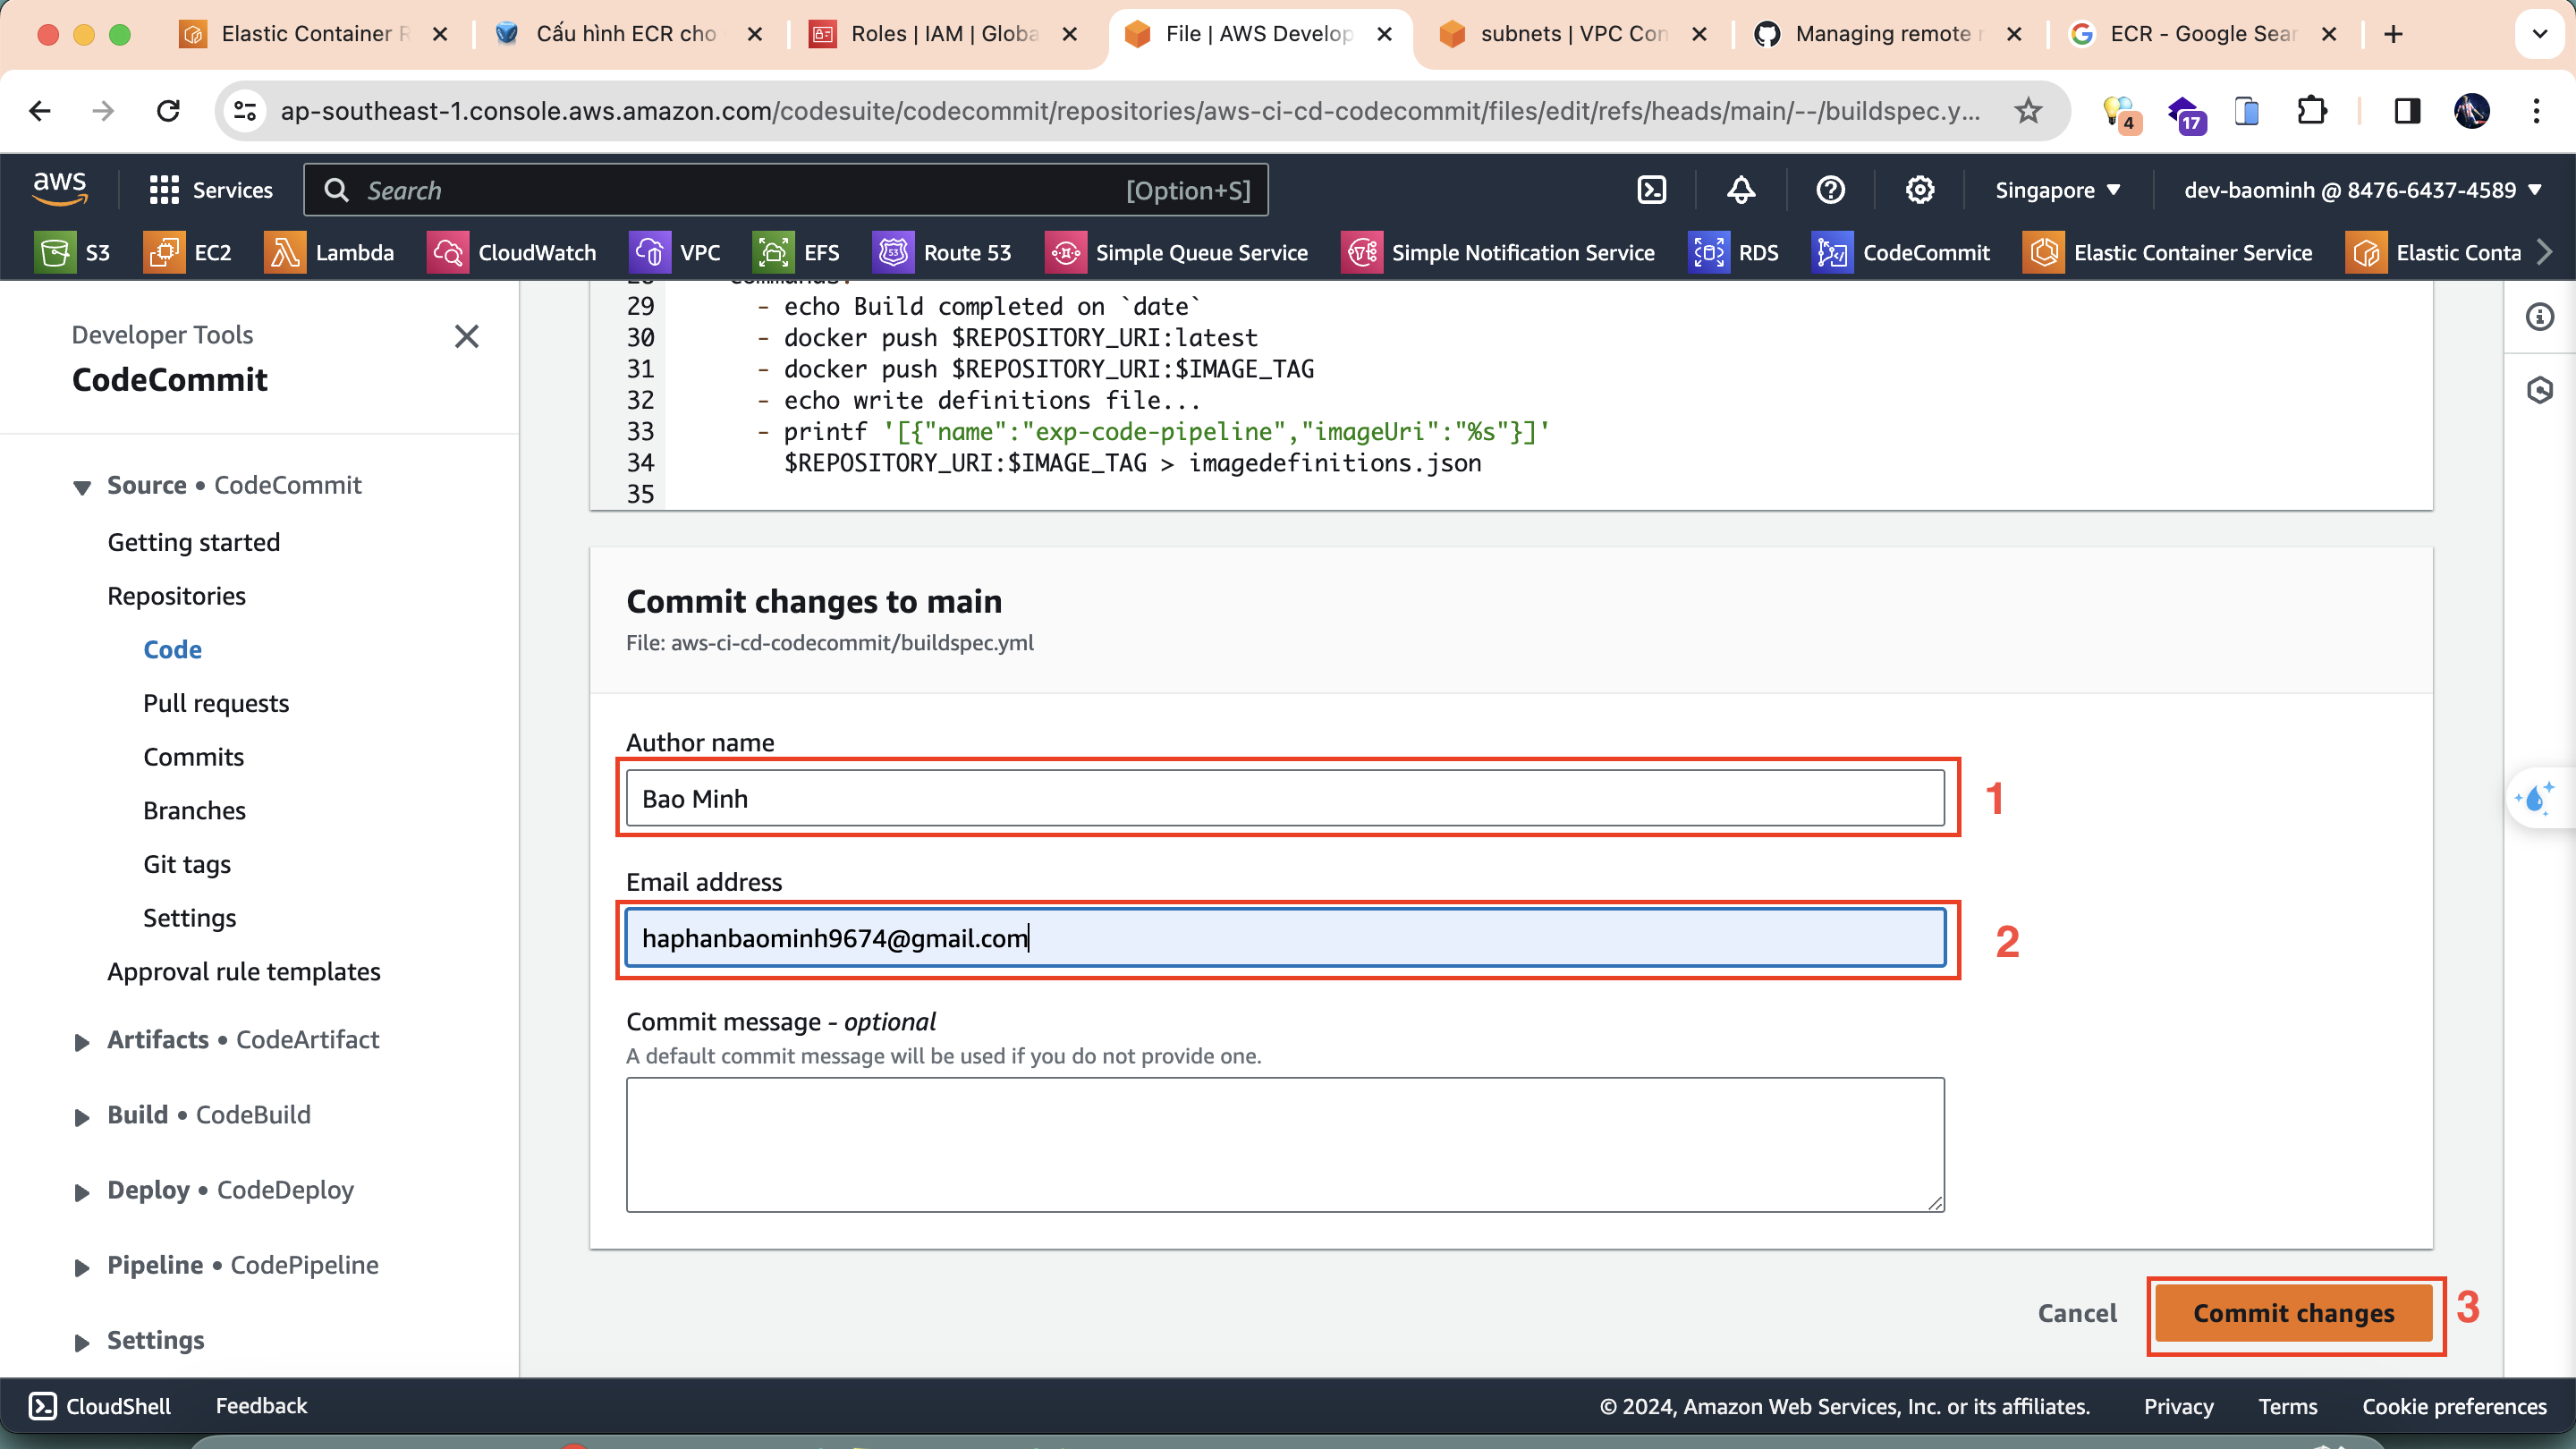 Elastic Container R
Cấu hình ECR cho
Roles | IAM | Globa
File | AWS Develop
subnets | VPC Con
Managing remote r
ECR - Google Sear
ap-southeast-1.console.aws.amazon.com/codesuite/codecommit/repositories/aws-ci-cd-codecommit/files/edit/refs/heads/main/--/buildspec.y...
4
17
aws
Services
Search
[Option+S]
Singapore
dev-baominh @ 8476-6437-4589
S3
EC2
Lambda
CloudWatch
VPC
EFS
Route 53
Simple Queue Service
Simple Notification Service
RDS
CodeCommit
Elastic Container Service
Elastic Conta
Developer Tools
CodeCommit
Source • CodeCommit
Getting started
Repositories
Code
Pull requests
Commits
Branches
Git tags
Settings
Approval rule templates
Artifacts • CodeArtifact
Build • CodeBuild
Deploy • CodeDeploy
Pipeline • CodePipeline
Settings
28 commands:
29 - echo Build completed on `date`
30 - docker push $REPOSITORY_URI:latest
31 - docker push $REPOSITORY_URI:$IMAGE_TAG
32 - echo write definitions file...
33 - printf '[{"name":"exp-code-pipeline","imageUri":"%s"}]'
34 $REPOSITORY_URI:$IMAGE_TAG > imagedefinitions.json
35
Commit changes to main
File: aws-ci-cd-codecommit/buildspec.yml
Author name
Bao Minh
1
Email address
haphanbaominh9674@gmail.com
2
Commit message - optional
A default commit message will be used if you do not provide one.
Cancel
Commit changes
3
CloudShell
Feedback
© 2024, Amazon Web Services, Inc. or its affiliates.
Privacy
Terms
Cookie preferences